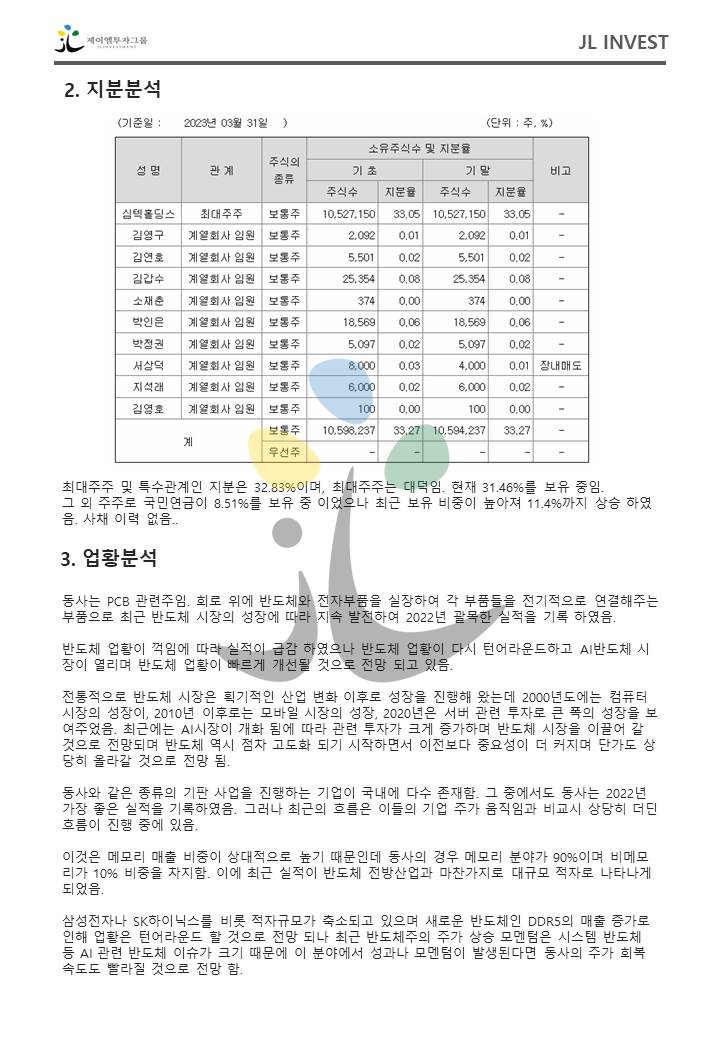 제이엘투자그룹
JLINVESTMENT
JL INVEST
2. 지분분석
(기준일 : 2023년 03월 31일 ) (단위 : 주, %)
성 명 관 계 주식의 종류 소유주식수 및 지분율 비고
기 초 기 말
주식수 지분율 주식수 지분율
심텍홀딩스 최대주주 보통주 10,527,150 33.05 10,527,150 33.05 -
김영구 계열회사 임원 보통주 2,092 0.01 2,092 0.01 -
김연호 계열회사 임원 보통주 5,501 0.02 5,501 0.02 -
김갑수 계열회사 임원 보통주 25,354 0.08 25,354 0.08 -
소재춘 계열회사 임원 보통주 374 0.00 374 0.00 -
박인은 계열회사 임원 보통주 18,569 0.06 18,569 0.06 -
박정권 계열회사 임원 보통주 5,097 0.02 5,097 0.02 -
서상덕 계열회사 임원 보통주 8,000 0.03 4,000 0.01 장내매도
지석래 계열회사 임원 보통주 6,000 0.02 6,000 0.02 -
김영호 계열회사 임원 보통주 100 0.00 100 0.00 -
계 보통주 10,598,237 33.27 10,594,237 33.27 -
우선주 - - - - -
최대주주 및 특수관계인 지분은 32.83%이며, 최대주주는 대덕임. 현재 31.46%를 보유 중임.
그 외 주주로 국민연금이 8.51%를 보유 중 이었으나 최근 보유 비중이 높아져 11.4%까지 상승 하였
음. 사채 이력 없음..
3. 업황분석
동사는 PCB 관련주임. 회로 위에 반도체와 전자부품을 실장하여 각 부품들을 전기적으로 연결해주는
부품으로 최근 반도체 시장의 성장에 따라 지속 발전하여 2022년 괄목한 실적을 기록 하였음.
반도체 업황이 꺽임에 따라 실적이 급감 하였으나 반도체 업황이 다시 턴어라운드하고 AI반도체 시
장이 열리며 반도체 업황이 빠르게 개선될 것으로 전망 되고 있음.
전통적으로 반도체 시장은 획기적인 산업 변화 이후로 성장을 진행해 왔는데 2000년도에는 컴퓨터
시장의 성장이, 2010년 이후로는 모바일 시장의 성장, 2020년은 서버 관련 투자로 큰 폭의 성장을 보
여주었음. 최근에는 AI시장이 개화 됨에 따라 관련 투자가 크게 증가하며 반도체 시장을 이끌어 갈
것으로 전망되며 반도체 역시 점차 고도화 되기 시작하면서 이전보다 중요성이 더 커지며 단가도 상
당히 올라갈 것으로 전망 됨.
동사와 같은 종류의 기판 사업을 진행하는 기업이 국내에 다수 존재함. 그 중에서도 동사는 2022년
가장 좋은 실적을 기록하였음. 그러나 최근의 흐름은 이들의 기업 주가 움직임과 비교시 상당히 더딘
흐름이 진행 중에 있음.
이것은 메모리 매출 비중이 상대적으로 높기 때문인데 동사의 경우 메모리 분야가 90%이며 비메모
리가 10% 비중을 차지함. 이에 최근 실적이 반도체 전방산업과 마찬가지로 대규모 적자로 나타나게
되었음.
삼성전자나 SK하이닉스를 비롯 적자규모가 축소되고 있으며 새로운 반도체인 DDR5의 매출 증가로
인해 업황은 턴어라운드 할 것으로 전망 되나 최근 반도체주의 주가 상승 모멘텀은 시스템 반도체
등 AI 관련 반도체 이슈가 크기 때문에 이 분야에서 성과나 모멘텀이 발생된다면 동사의 주가 회복
속도도 빨라질 것으로 전망 함.